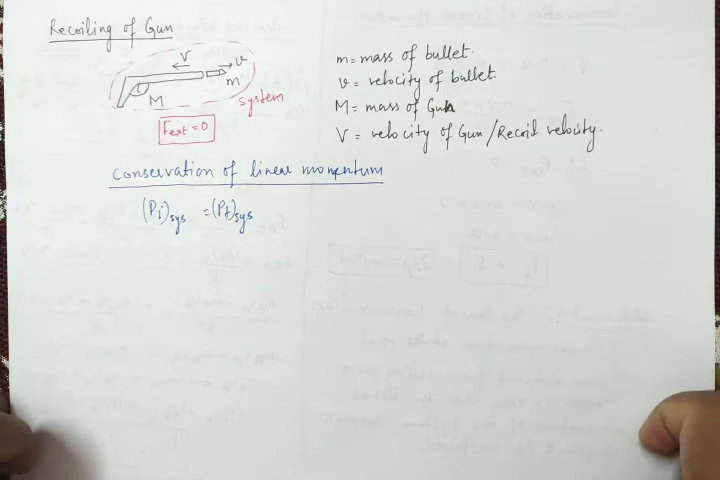 Recoiling of Gun
V
v
m
M
system
Fext = 0
m = mass of bullet.
v = velocity of bullet.
M = mass of Gun
V = velocity of Gun / Recoil velocity.
conservation of linear momentum
(Pi)sys = (Pf)sys